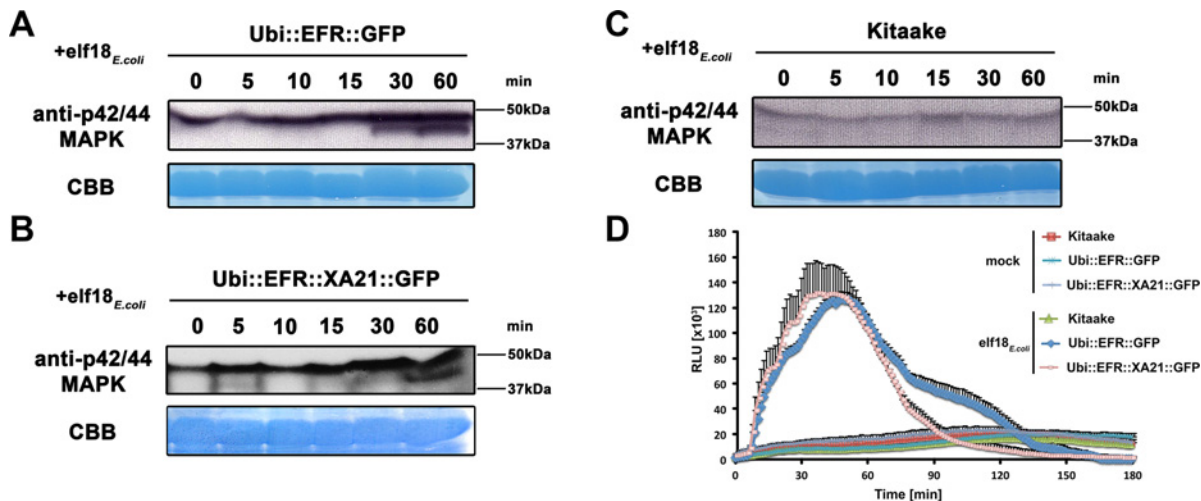 A
Ubi::EFR::GFP
+elf18E.coli
0 5 10 15 30 60 min
anti-p42/44
MAPK
50kDa
37kDa
CBB
B
Ubi::EFR::XA21::GFP
+elf18E.coli
0 5 10 15 30 60 min
anti-p42/44
MAPK
50kDa
37kDa
CBB
C
Kitaake
+elf18E.coli
0 5 10 15 30 60 min
anti-p42/44
MAPK
50kDa
37kDa
CBB
D
180
160
140
120
100
80
60
40
20
0
RLU [x10³]
0 30 60 90 120 150 180
Time [min]
mock
Kitaake
Ubi::EFR::GFP
Ubi::EFR::XA21::GFP
elf18E.coli
Kitaake
Ubi::EFR::GFP
Ubi::EFR::XA21::GFP